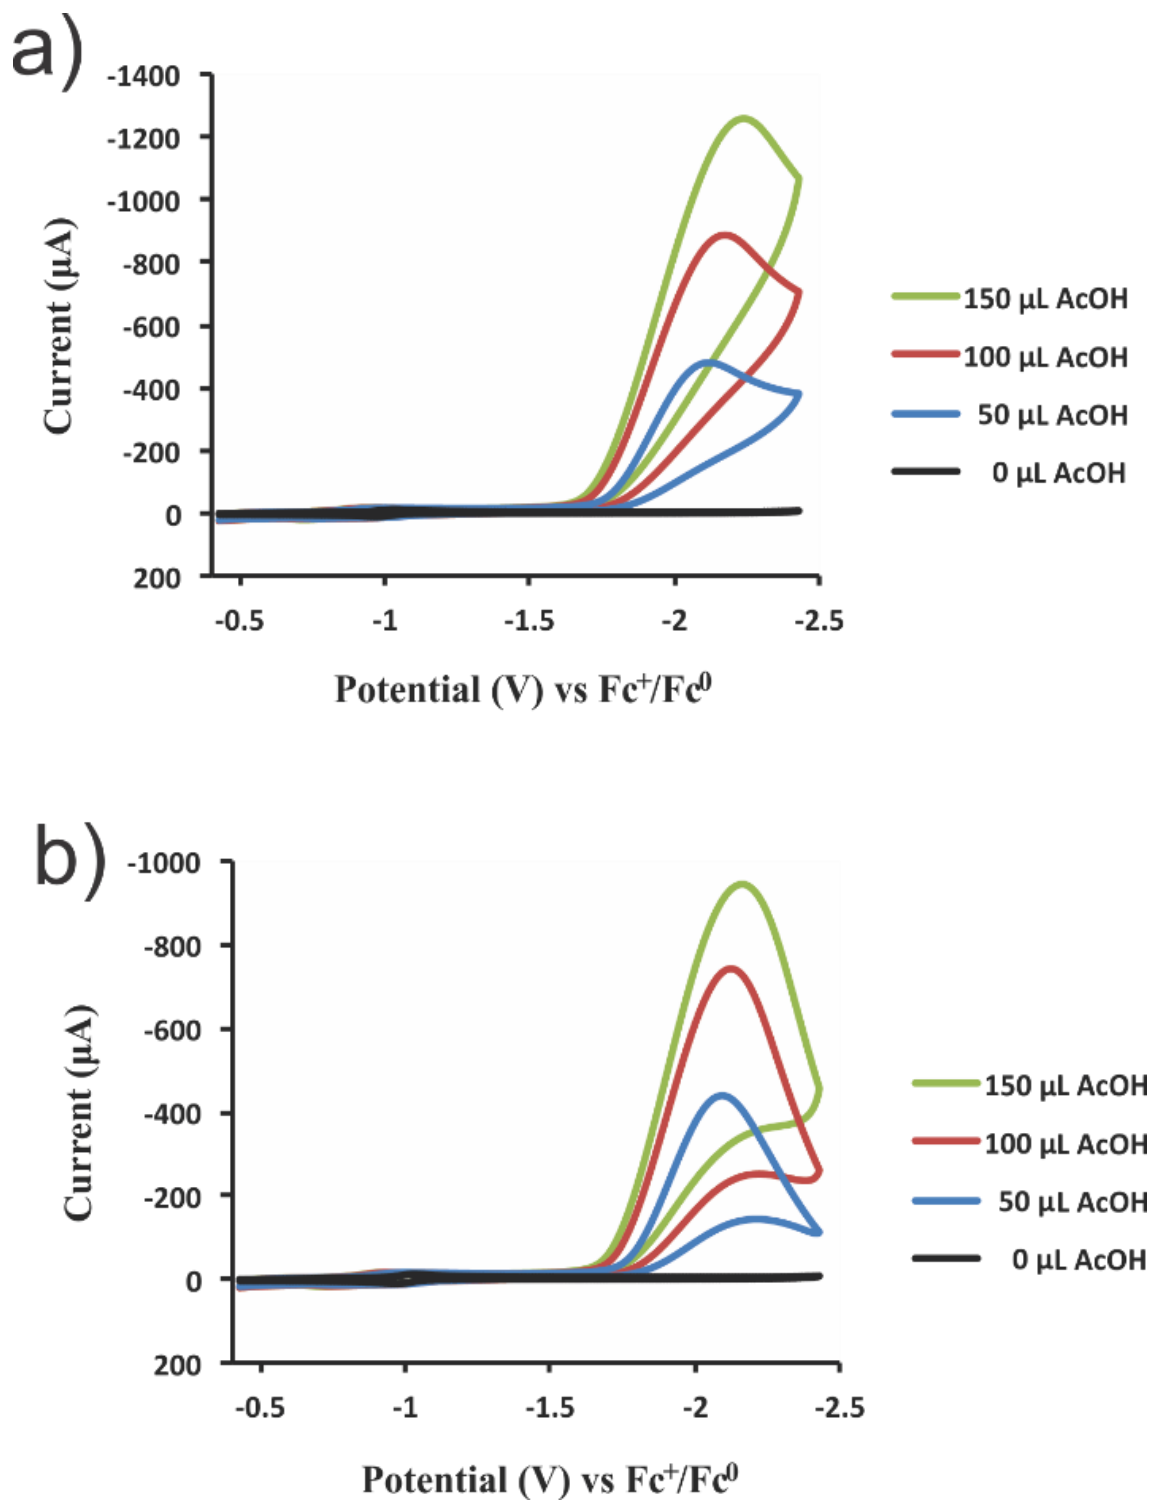 a)
-1400
-1200
-1000
-800
-600
-400
-200
0
200
Current (µA)
-0.5 -1 -1.5 -2 -2.5
Potential (V) vs Fc⁺/Fc⁰
150 µL AcOH
100 µL AcOH
50 µL AcOH
0 µL AcOH
b)
-1000
-800
-600
-400
-200
0
200
Current (µA)
-0.5 -1 -1.5 -2 -2.5
Potential (V) vs Fc⁺/Fc⁰
150 µL AcOH
100 µL AcOH
50 µL AcOH
0 µL AcOH